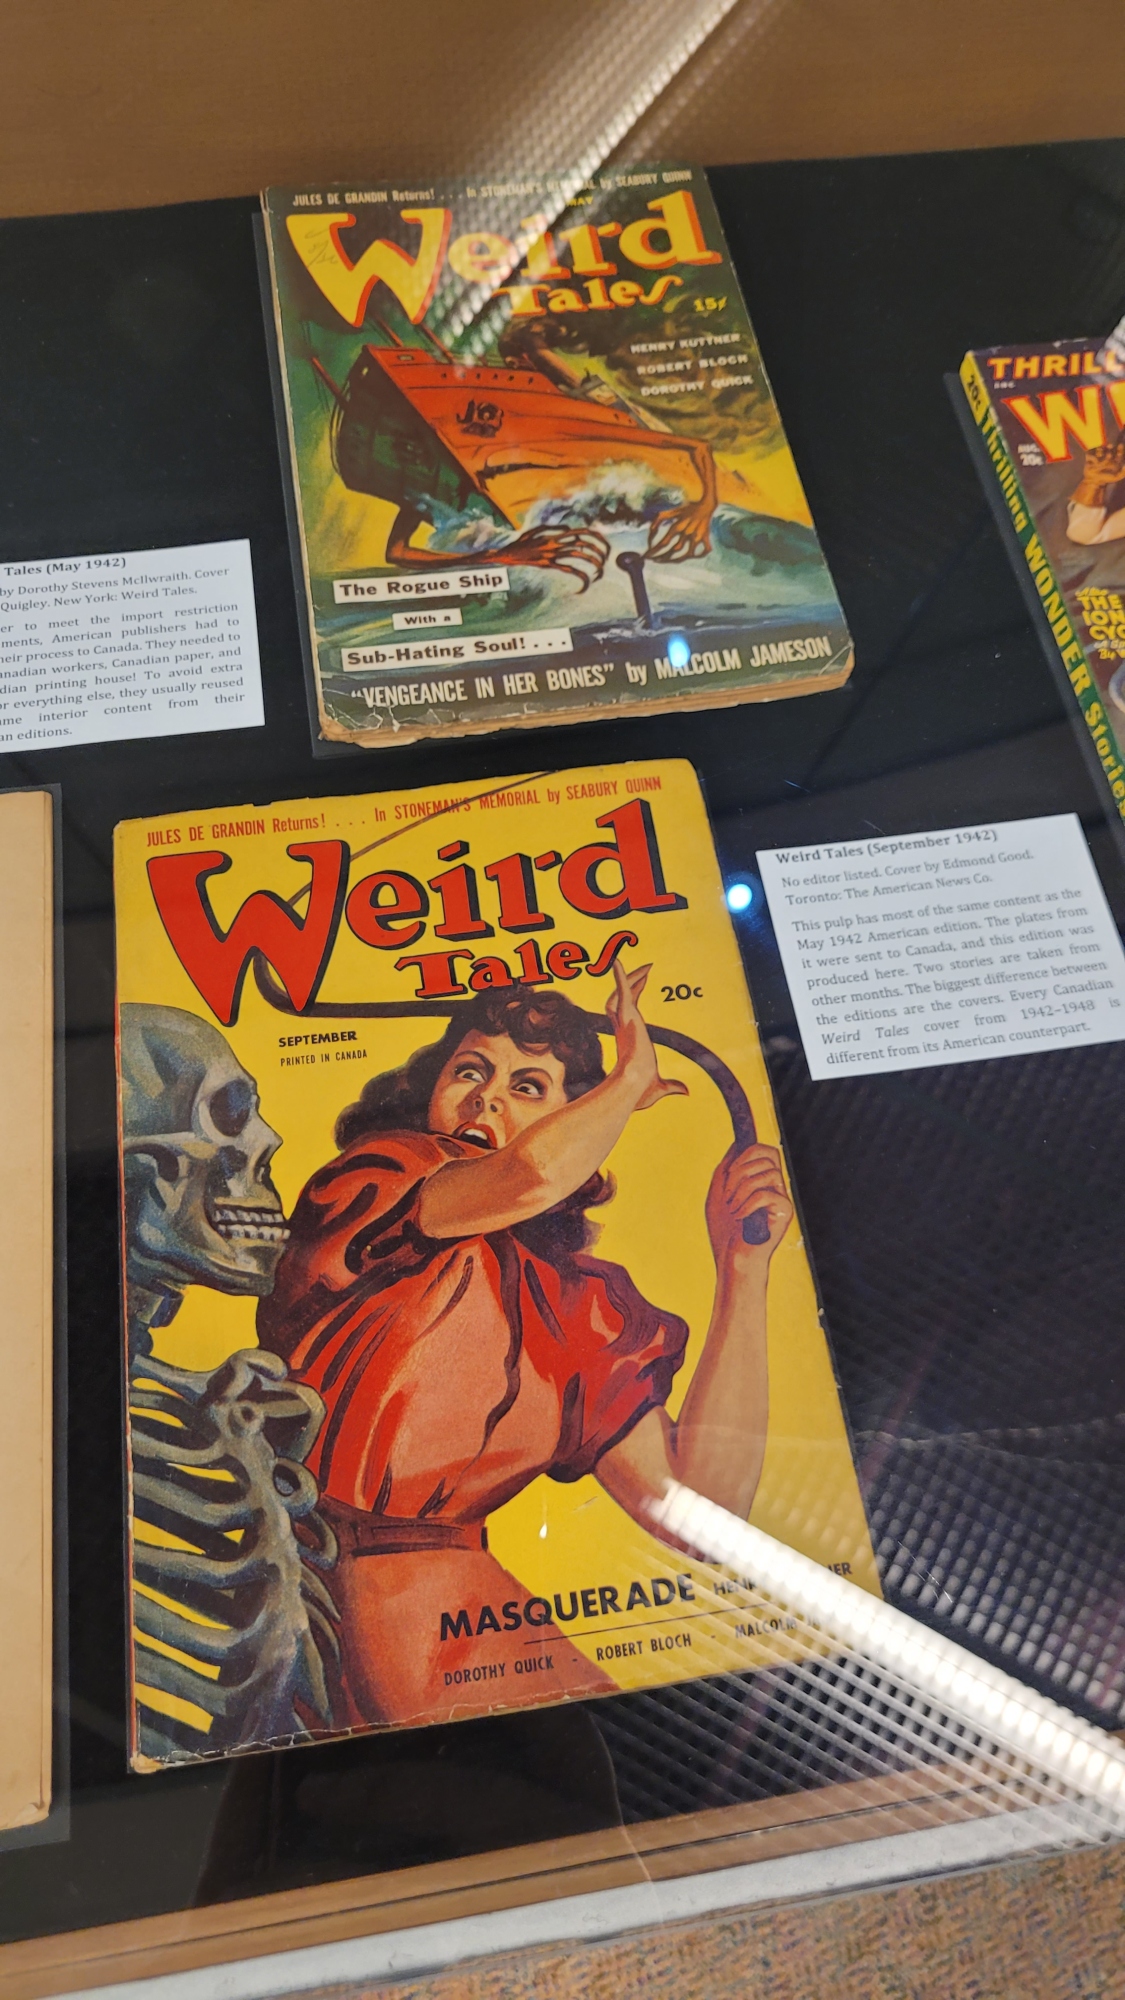 JULES DE GRANDIN Returns! . . . In STONEMAN'S by SEABURY QUINN
MAY
Weird
Tales
15¢
HENRY KUTTNER
ROBERT BLOCH
DOROTHY QUICK
The Rogue Ship
With a
Sub-Hating Soul! . . .
"VENGEANCE IN HER BONES" by MALCOLM JAMESON
THRILL
20c
WONDER Stories
Thrilling
THE
ION
CYC
Tales (May 1942)
by Dorothy Stevens McIlwraith. Cover
Quigley. New York: Weird Tales.
er to meet the import restriction
ments, American publishers had to
heir process to Canada. They needed to
anadian workers, Canadian paper, and
dian printing house! To avoid extra
or everything else, they usually reused
me interior content from their
an editions.
JULES DE GRANDIN Returns! . . . In STONEMAN'S MEMORIAL by SEABURY QUINN
Weird
Tales
20c
SEPTEMBER
PRINTED IN CANADA
MASQUERADE
DOROTHY QUICK - ROBERT BLOCH - MALCOLM
Weird Tales (September 1942)
No editor listed. Cover by Edmond Good.
Toronto: The American News Co.
This pulp has most of the same content as the
May 1942 American edition. The plates from
it were sent to Canada, and this edition was
produced here. Two stories are taken from
other months. The biggest difference between
the editions are the covers. Every Canadian
Weird Tales cover from 1942-1948 is
different from its American counterpart.